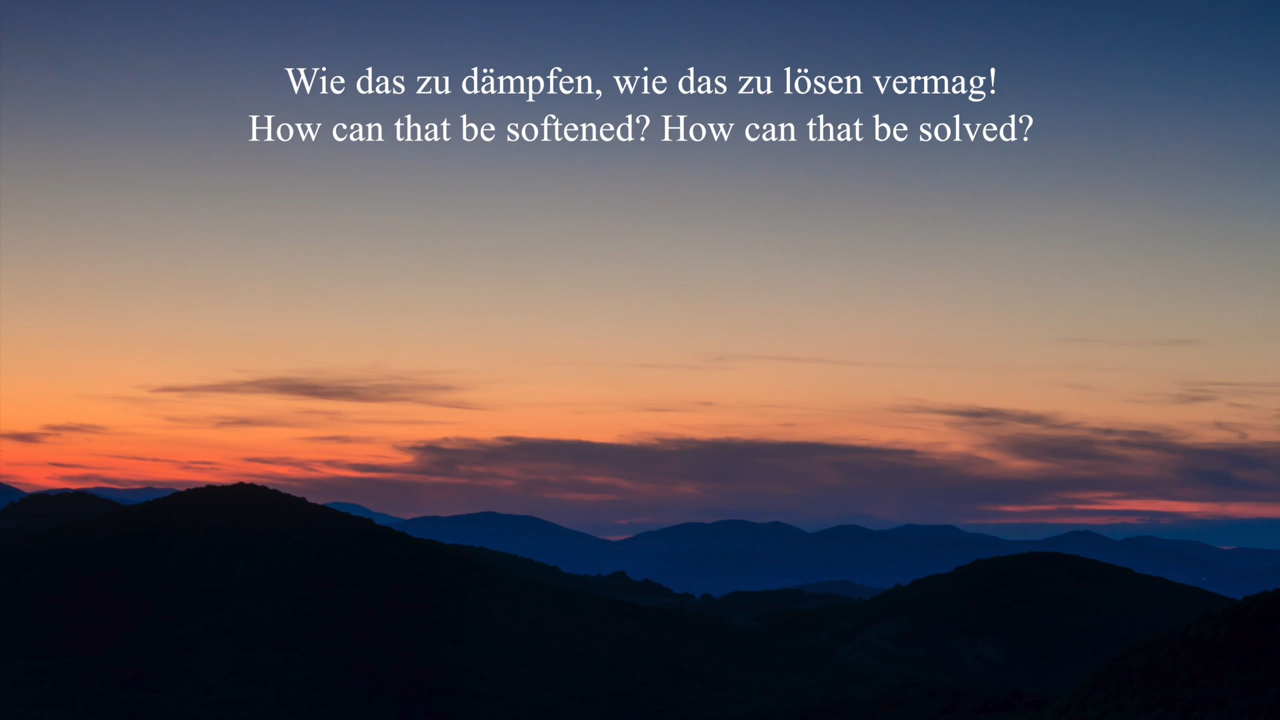 Wie das zu dämpfen, wie das zu lösen vermag!
How can that be softened? How can that be solved?